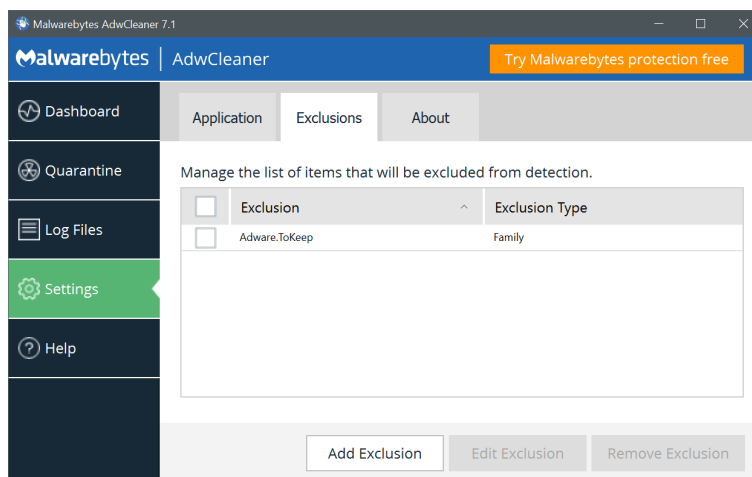 Malwarebytes AdwCleaner 7.1
Malwarebytes | AdwCleaner
Try Malwarebytes protection free
Dashboard
Quarantine
Log Files
Settings
Help
Application Exclusions About
Manage the list of items that will be excluded from detection.
Exclusion Exclusion Type
Adware.ToKeep Family
Add Exclusion Edit Exclusion Remove Exclusion